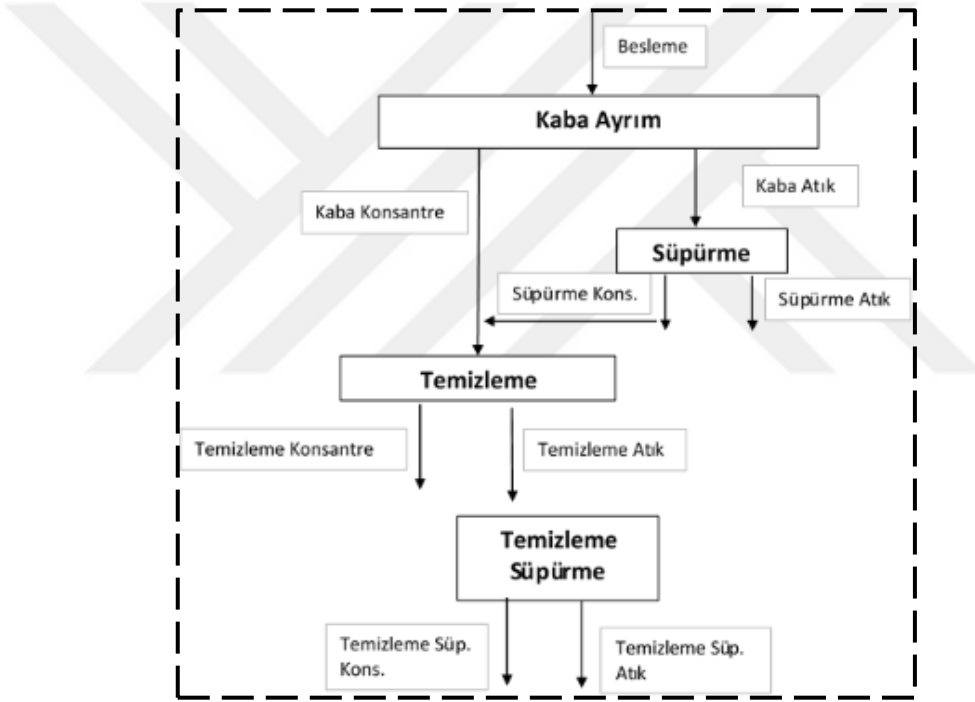 Besleme
Kaba Ayrım
Kaba Konsantre
Kaba Atık
Süpürme
Süpürme Kons.
Süpürme Atık
Temizleme
Temizleme Konsantre
Temizleme Atık
Temizleme
Süpürme
Temizleme Süp.
Kons.
Temizleme Süp.
Atık